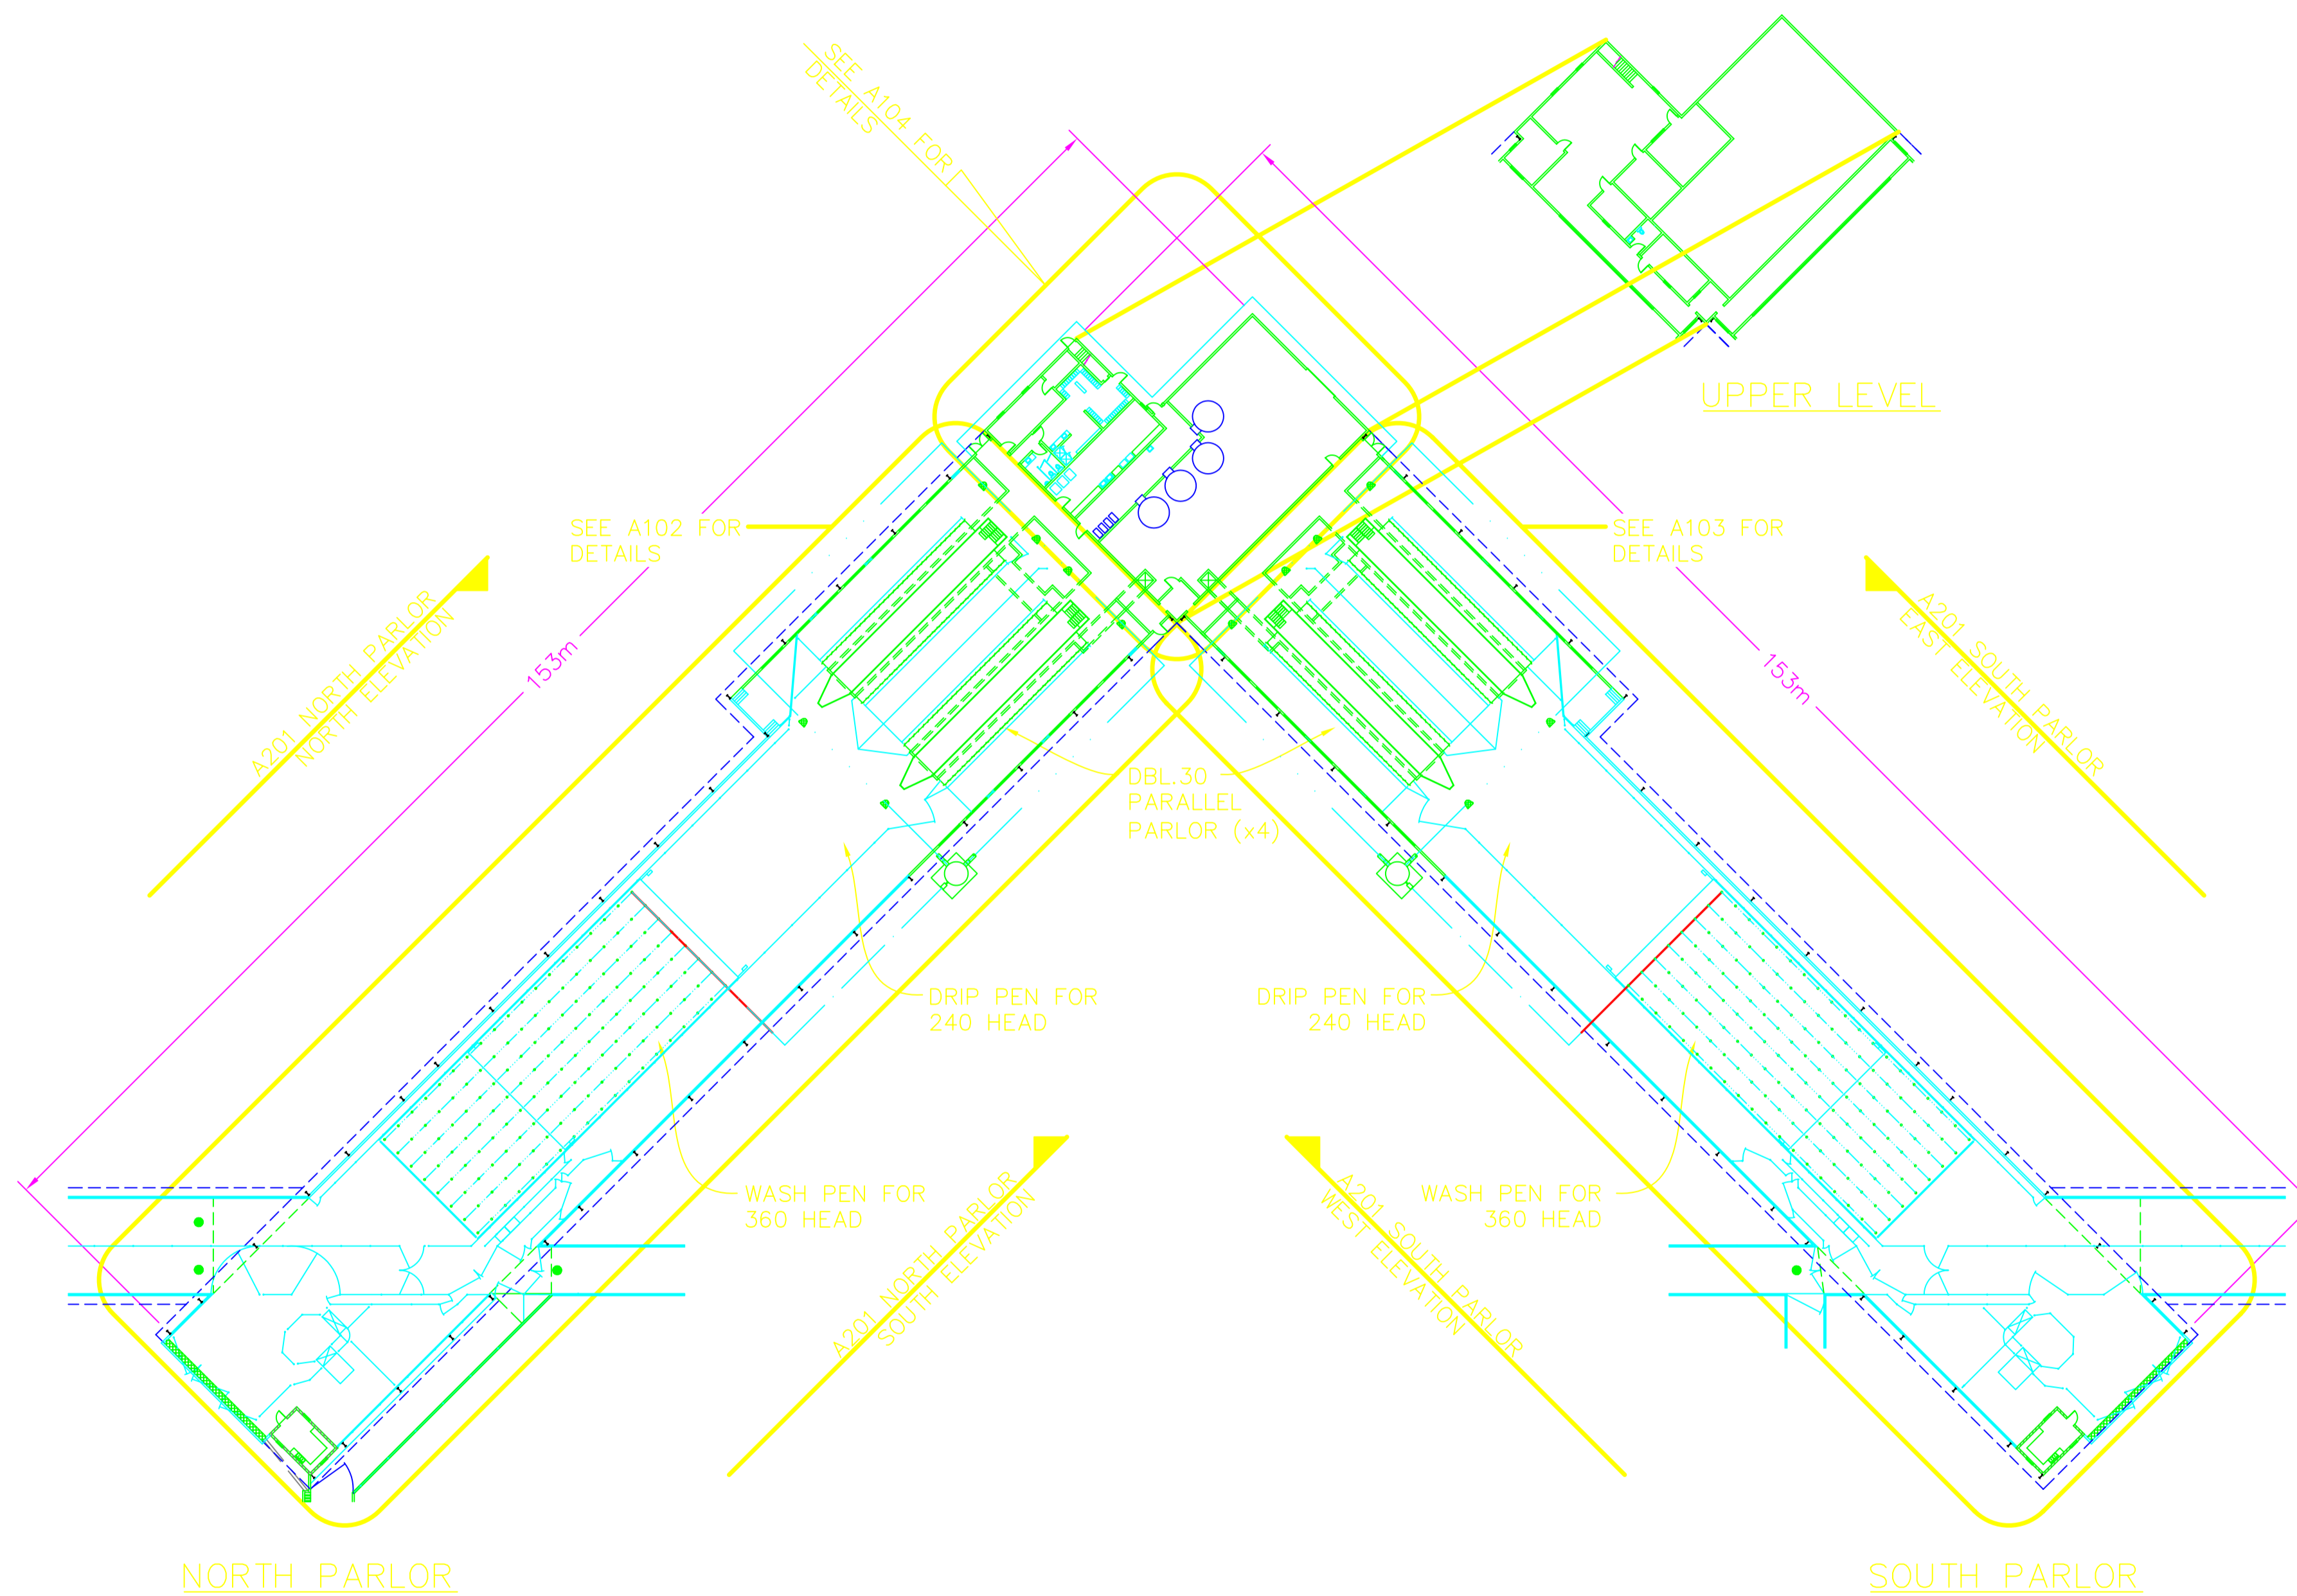 SEE A104 FOR
DETAILS
UPPER LEVEL
SEE A102 FOR
DETAILS
SEE A103 FOR
DETAILS
A201 NORTH PARLOR
NORTH ELEVATION
153m
153m
A201 SOUTH PARLOR
EAST ELEVATION
DBL.30
PARALLEL
PARLOR (x4)
DRIP PEN FOR
240 HEAD
DRIP PEN FOR
240 HEAD
WASH PEN FOR
360 HEAD
WASH PEN FOR
360 HEAD
A201 NORTH PARLOR
SOUTH ELEVATION
A201 SOUTH PARLOR
WEST ELEVATION
NORTH PARLOR
SOUTH PARLOR